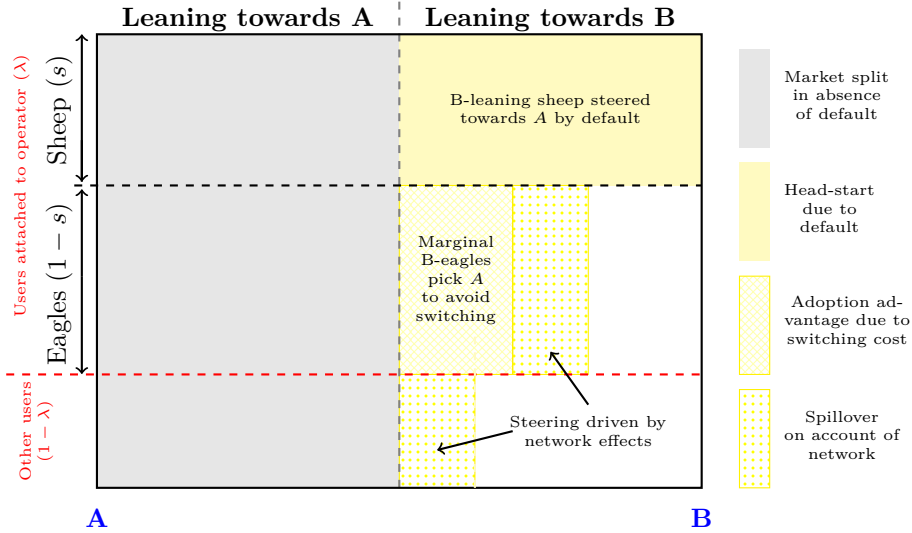 Leaning towards A
Leaning towards B
Users attached to operator (λ)
Sheep (s)
B-leaning sheep steered
towards A by default
Eagles (1 − s)
Marginal
B-eagles
pick A
to avoid
switching
Other users
(1 − λ)
Steering driven by
network effects
A
B
Market split
in absence
of default
Head-start
due to
default
Adoption ad-
vantage due to
switching cost
Spillover
on account of
network